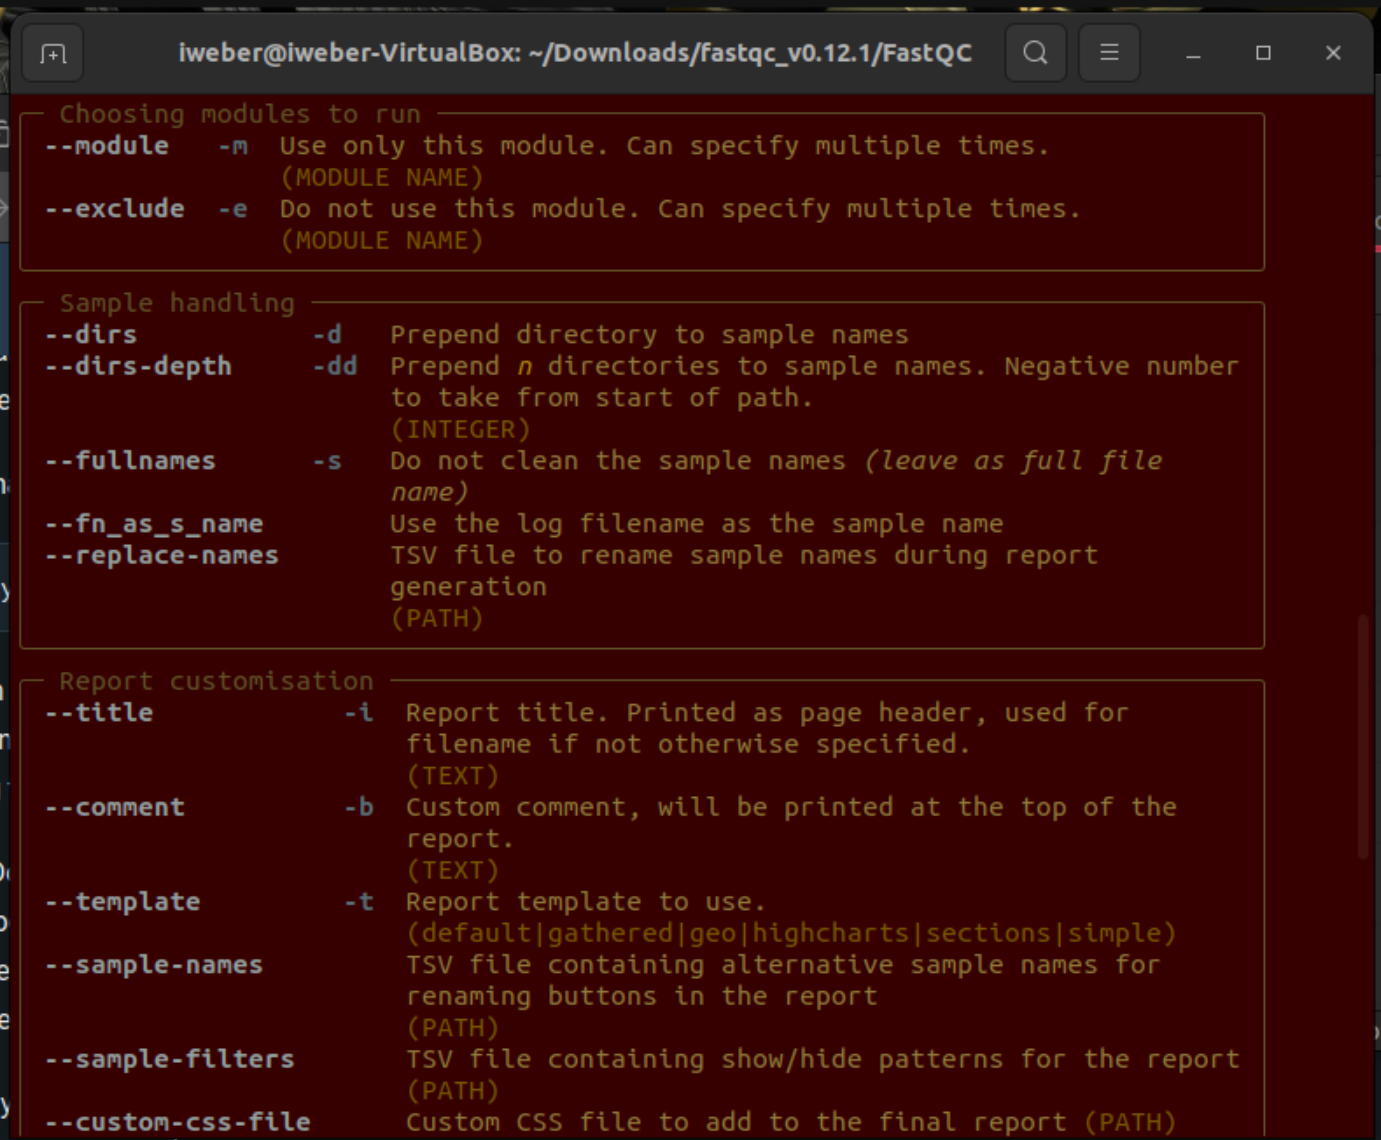 iweber@iweber-VirtualBox: ~/Downloads/fastqc_v0.12.1/FastQC
Choosing modules to run
--module -m Use only this module. Can specify multiple times.
(MODULE NAME)
--exclude -e Do not use this module. Can specify multiple times.
(MODULE NAME)
Sample handling
--dirs -d Prepend directory to sample names
--dirs-depth -dd Prepend n directories to sample names. Negative number
to take from start of path.
(INTEGER)
--fullnames -s Do not clean the sample names (leave as full file
name)
--fn_as_s_name Use the log filename as the sample name
--replace-names TSV file to rename sample names during report
generation
(PATH)
Report customisation
--title -i Report title. Printed as page header, used for
filename if not otherwise specified.
(TEXT)
--comment -b Custom comment, will be printed at the top of the
report.
(TEXT)
--template -t Report template to use.
(default|gathered|geo|highcharts|sections|simple)
--sample-names TSV file containing alternative sample names for
renaming buttons in the report
(PATH)
--sample-filters TSV file containing show/hide patterns for the report
(PATH)
--custom-css-file Custom CSS file to add to the final report (PATH)